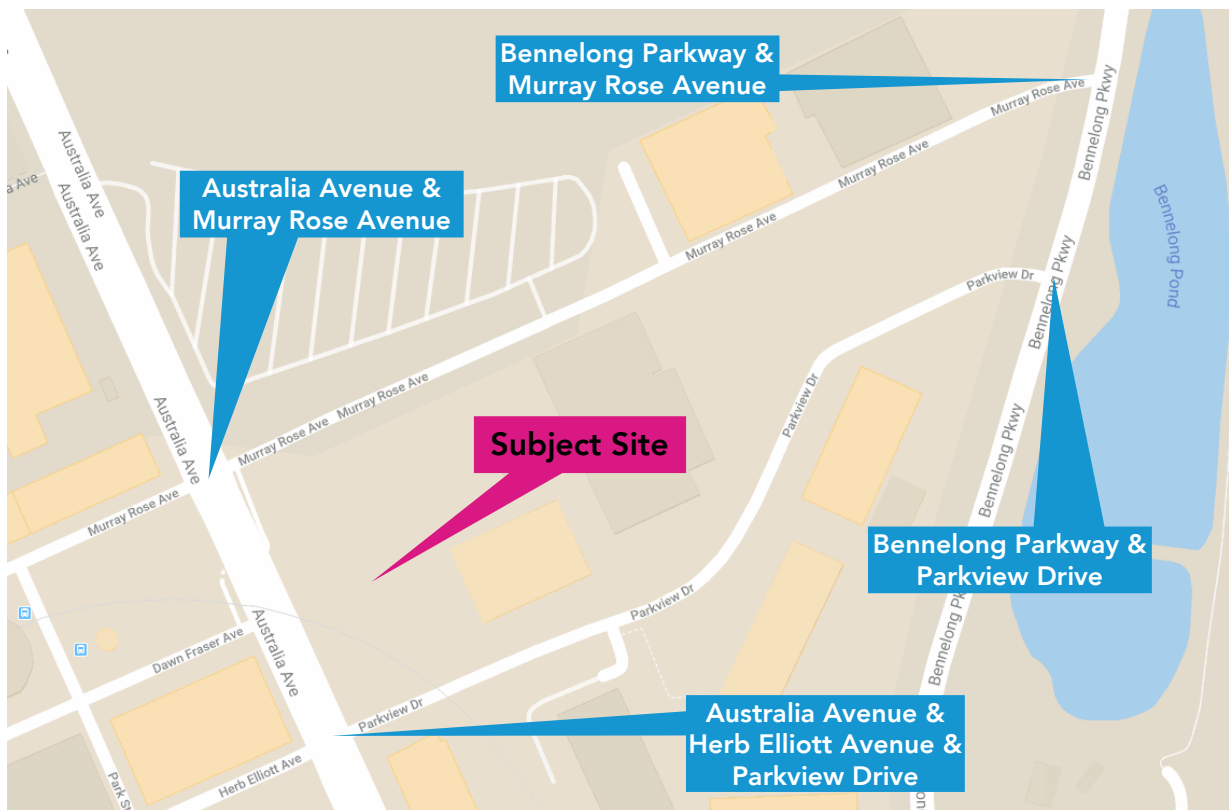 Bennelong Parkway &
Murray Rose Avenue
Murray Rose Ave
Bennelong Pkwy
Australia Ave
Australia Ave
Ave
Australia Avenue &
Murray Rose Avenue
Murray Rose Ave
Murray Rose Ave
Bennelong Pond
Bennelong Pkwy
Parkview Dr
Murray Rose Ave
Murray Rose Ave
Parkview Dr
Australia Ave
Subject Site
Bennelong Pkwy
Murray Rose Ave
Bennelong Parkway &
Parkview Drive
Bennelong Pk
Parkview Dr
Dawn Fraser Ave
Australia Ave
Parkview Dr
Australia Avenue &
Herb Elliott Avenue &
Parkview Drive
Herb Elliott Ave
Park S